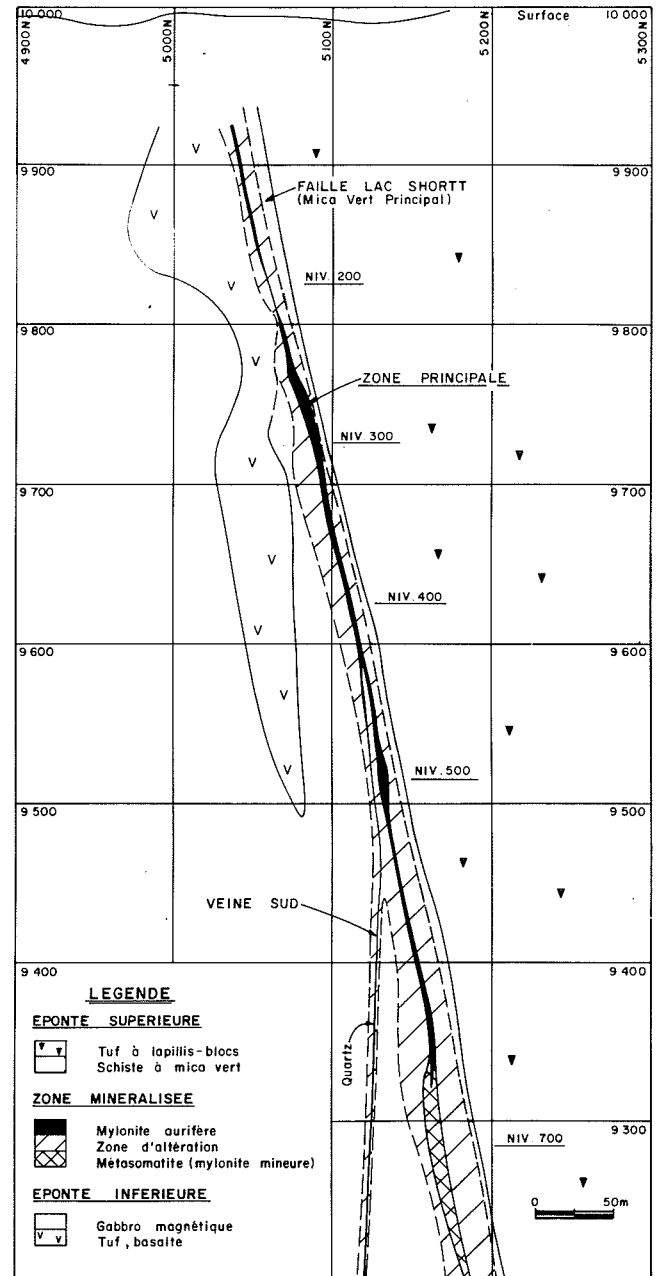 10 000
Surface
10 000
4 900N
5 000N
5 100N
5 200N
5 300N
9 900
9 900
FAILLE LAC SHORTT
(Mica Vert Principal)
NIV. 200
9 800
9 800
ZONE PRINCIPALE
NIV. 300
9 700
9 700
NIV. 400
9 600
9 600
NIV. 500
9 500
9 500
VEINE SUD
9 400
9 400
LEGENDE
EPONTE SUPERIEURE
Tuf à lapillis-blocs
Schiste à mica vert
Quartz
ZONE MINERALISEE
Mylonite aurifère
Zone d'altération
Métasomatite (mylonite mineure)
9 300
NIV. 700
EPONTE INFERIEURE
Gabbro magnétique
Tuf, basalte
0 50m